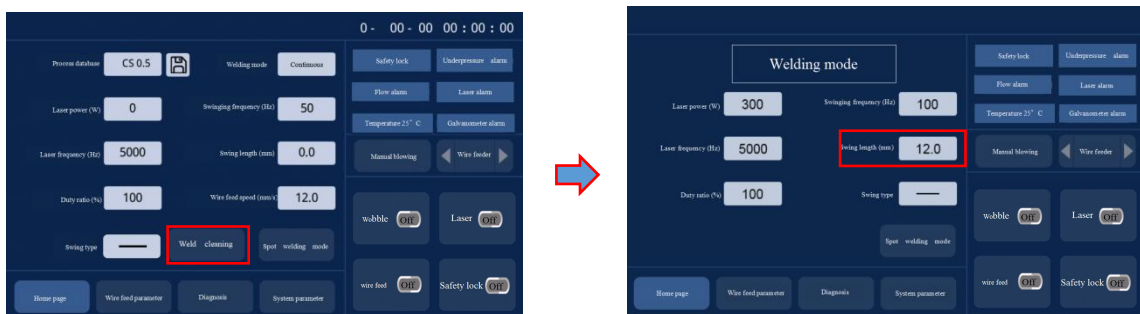 0 - 00 - 00 00 : 00 : 00
Process database CS 0.5 Welding mode Continuous
Safety lock Underpressure alarm
Laser power (W) 0 Swinging frequency (Hz) 50
Flow alarm Laser alarm
Temperature 25° C Galvanometer alarm
Laser frequency (Hz) 5000 Swing length (mm) 0.0
Manual blowing Wire feeder
Duty ratio (%) 100 Wire feed speed (mm/s) 12.0
wobble Off Laser Off
Swing type Weld cleaning Spot welding mode
wire feed Off Safety lock Off
Home page Wire feed parameter Diagnosis System parameter
Welding mode
Safety lock Underpressure alarm
Laser power (W) 300 Swinging frequency (Hz) 100
Flow alarm Laser alarm
Temperature 25° C Galvanometer alarm
Laser frequency (Hz) 5000 Swing length (mm) 12.0
Manual blowing Wire feeder
Duty ratio (%) 100 Swing type
wobble Off Laser Off
Spot welding mode
wire feed Off Safety lock Off
Home page Wire feed parameter Diagnosis System parameter